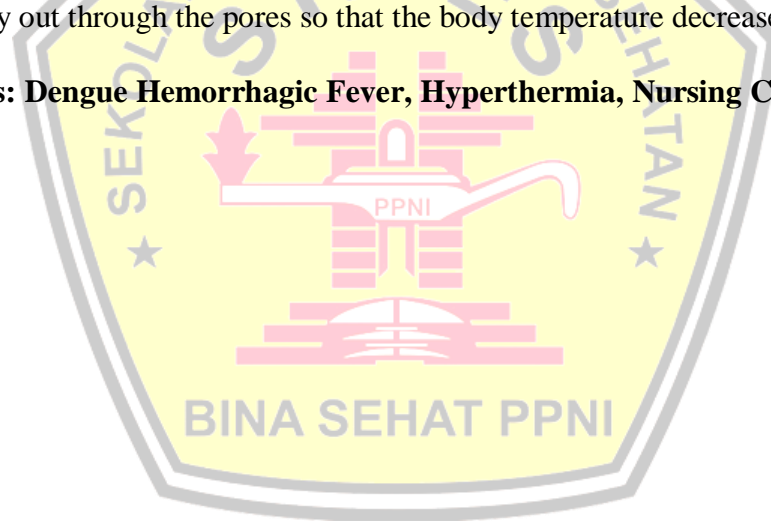 y out through the pores so that the body temperature decrease
s: Dengue Hemorrhagic Fever, Hyperthermia, Nursing C
PPNI
BINA SEHAT PPNI